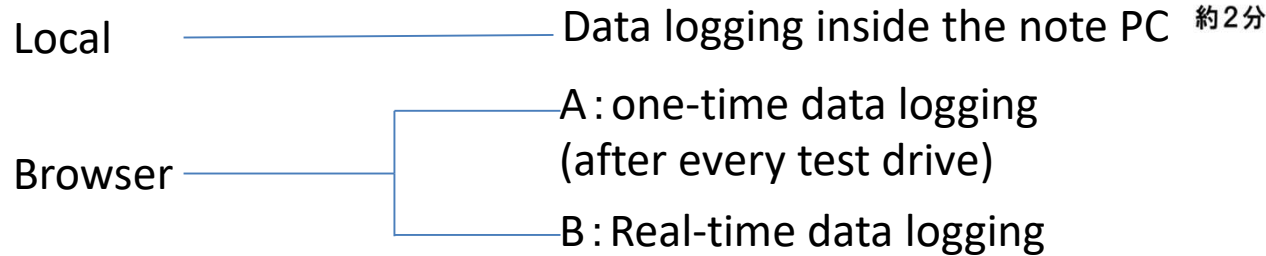 Local Data logging inside the note PC 約2分
A:one-time data logging
(after every test drive)
Browser
B:Real-time data logging